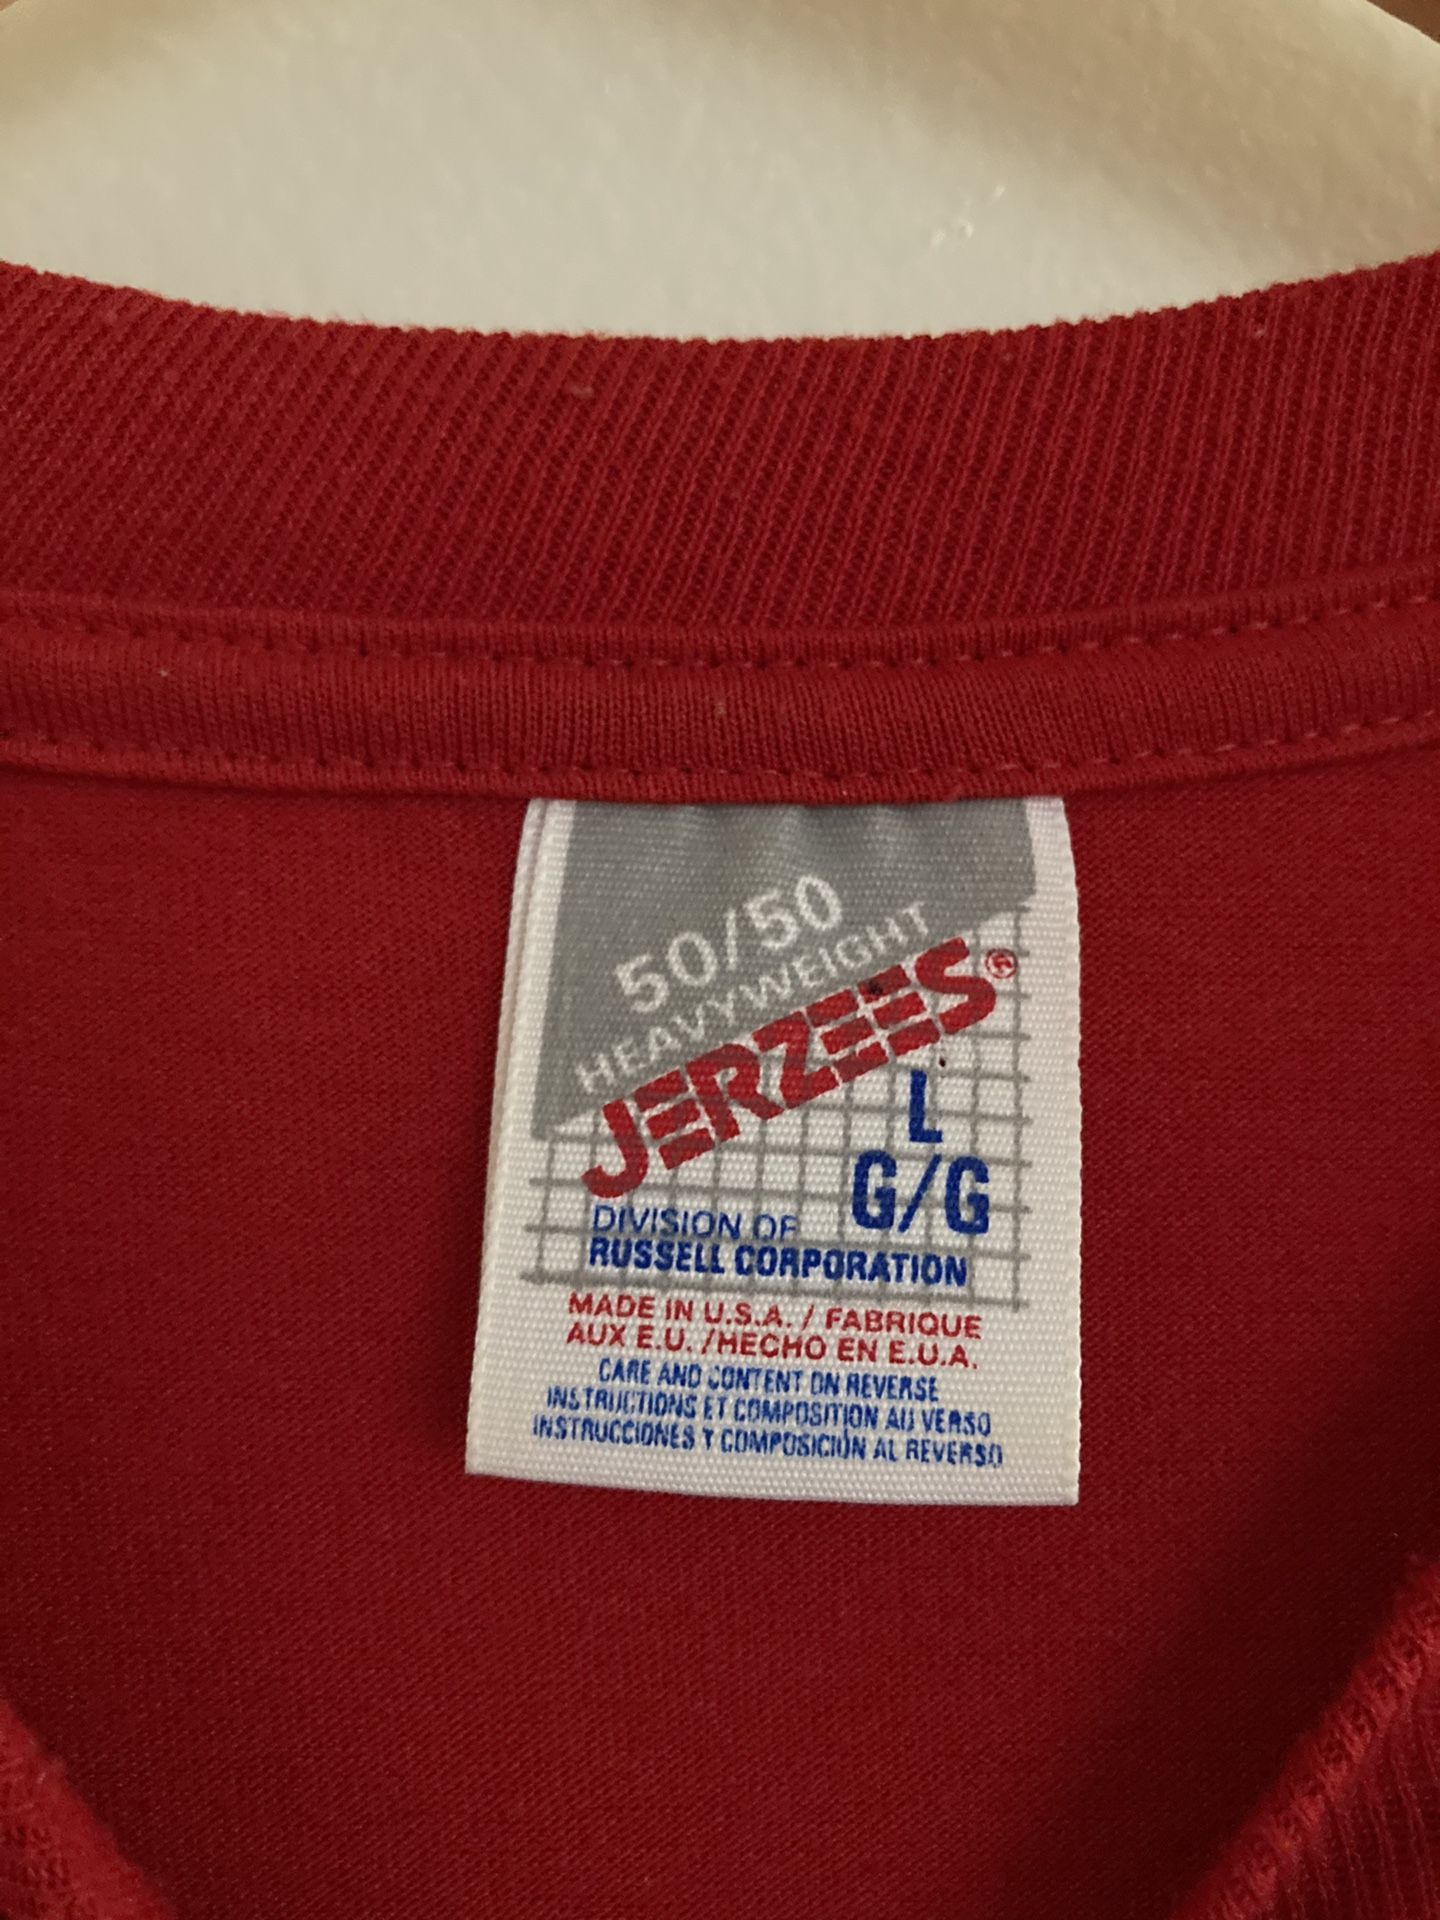 50/50
HEAVYWEIGHT
JERZEES®
L
G/G
DIVISION OF
RUSSELL CORPORATION
MADE IN U.S.A. / FABRIQUE
AUX E.U. /HECHO EN E.U.A.
CARE AND CONTENT ON REVERSE
INSTRUCTIONS ET COMPOSITION AU VERSO
INSTRUCCIONES Y COMPOSICIÓN AL REVERSO